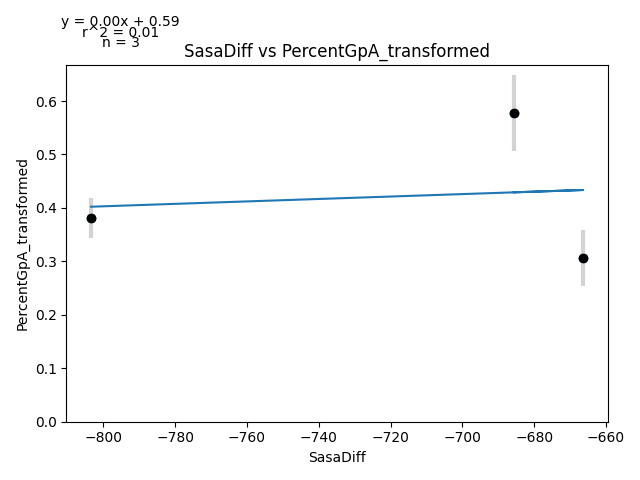 y = 0.00x + 0.59
r^2 = 0.01
n = 3
SasaDiff vs PercentGpA_transformed
PercentGpA_transformed
0.6
0.5
0.4
0.3
0.2
0.1
0.0
−800 −780 −760 −740 −720 −700 −680 −660
SasaDiff